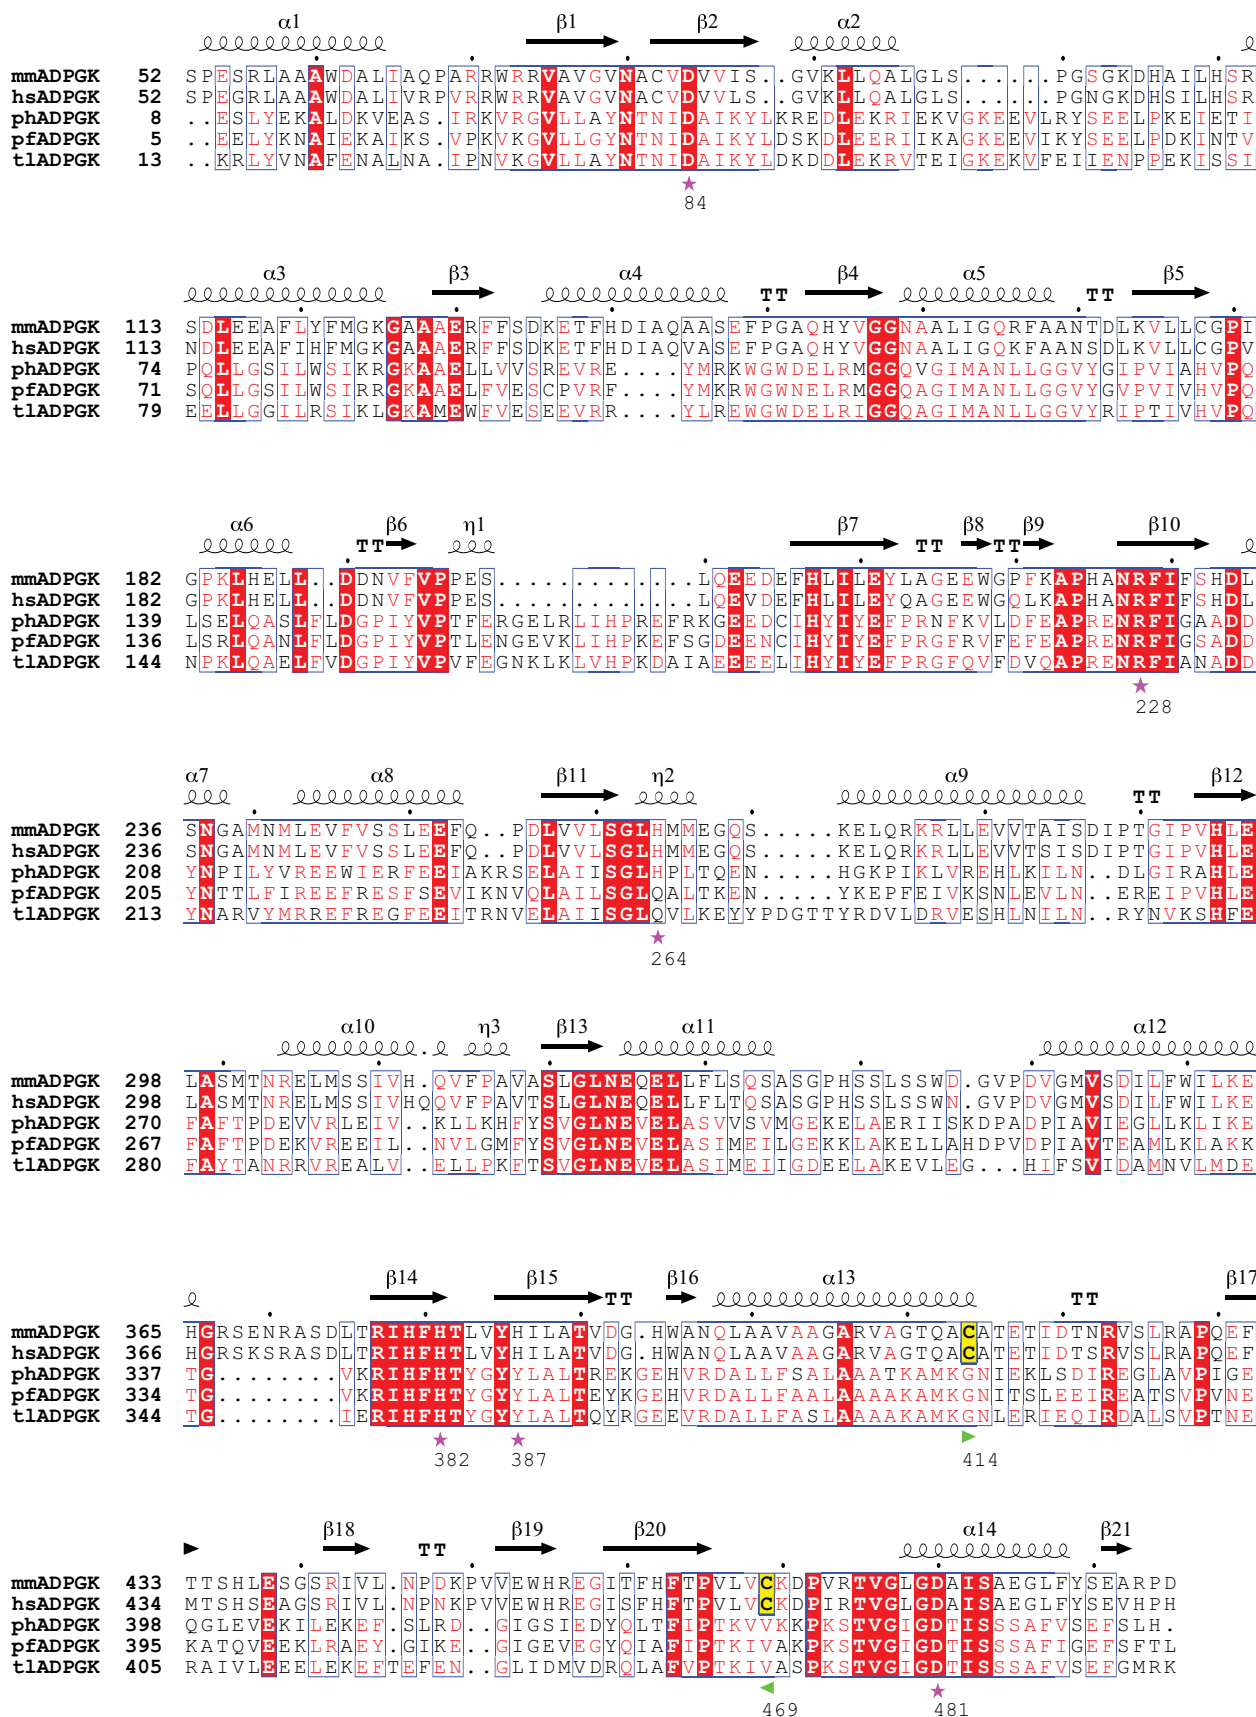 α1 β1 β2 α2
mmADPGK 52 SPESRLAAAWDALIAQPARRWRRVAVGVNACVDVVIS..GVKLLQALGLS......PGSGKDHAILHSR
hsADPGK 52 SPEGRLAAAWDALIVRPVRRWRRVAVGVNACVDVVLS..GVKLLQALGLS......PGNGKDHSILHSR
phADPGK 8 ..ESLYEKALDKVEAS.IRKVRGVLLAYNTNIDAIKYLKREDLEKRIEKVGKEEVLRYSEELPKEIETI
pfADPGK 5 ..EELYKNAIEKAIKS.VPKVKGVLLGYNTNIDAIKYLDSKDLEERIIKAGKEEVIKYSEELPDKINTV
tlADPGK 13 ..KRLYVNAFENALNA.IPNVKGVLLAYNTNIDAIKYLDKDDLEKRVTEIGKEKVFEIIENPPEKISSI
84
α3 β3 α4 TT β4 α5 TT β5
mmADPGK 113 SDLEEAFLYFMGKGAAAERFFSDKETFHDIAQAASEFPGAQHYVGGNAALIGQRFAANTDLKVLLCGPI
hsADPGK 113 NDLEEAFIHFMGKGAAAERFFSDKETFHDIAQVASEFPGAQHYVGGNAALIGQKFAANSDLKVLLCGPV
phADPGK 74 PQLLGSILWSIKRGKAAELLVVSREVRE....YMRKWGWDELRMGGQVGIMANLLGGVYGIPVIAHVPQ
pfADPGK 71 SQLLGSILWSIRRGKAAELFVESCPVRF....YMKRWGWNELRMGGQAGIMANLLGGVYGVPVIVHVPQ
tlADPGK 79 EELLGGILRSIKLGKAMEWFVESEEVRR....YLREWGWDELRIGGQAGIMANLLGGVYRIPTIVHVPQ
α6 TT β6 η1 β7 TT β8 TT β9 β10
mmADPGK 182 GPKLHELL..DDNVFVPPES.............LQEEDEFHLILEYLAGEEWGPFKAPHANRFIFSHDL
hsADPGK 182 GPKLHELL..DDNVFVPPES.............LQEVDEFHLILEYQAGEEWGQLKAPHANRFIFSHDL
phADPGK 139 LSELQASLFLDGPIYVPTFERGELRLIHPREFRKGEEDCIHYIYEFPRNFKVLDFEAPRENRFIGAADD
pfADPGK 136 LSRLQANLFLDGPIYVPTLENGEVKLIHPKEFSGDEENCIHYIYEFPRGFRVFEFEAPRENRFIGSADD
tlADPGK 144 NPKLQAELFVDGPIYVPVFEGNKLKLVHPKDAIAEEEELIHYIYEFPRGFQVFDVQAPRENRFIANADD
228
α7 α8 β11 η2 α9 TT β12
mmADPGK 236 SNGAMNMLEVFVSSLEEFQ..PDLVVLSGLHMMEGQS.....KELQRKRLLEVVTAISDIPTGIPVHLE
hsADPGK 236 SNGAMNMLEVFVSSLEEFQ..PDLVVLSGLHMMEGQS.....KELQRKRLLEVVTSISDIPTGIPVHLE
phADPGK 208 YNPILYVREEWIERFEEIAKRSELAIISGLHPLTQEN.....HGKPIKLVREHLKILN..DLGIRAHLE
pfADPGK 205 YNTTLFIREEFRESFSEVIKNVQLAILSGLQALTKEN.....YKEPFEIVKSNLEVLN..EREIPVHLE
tlADPGK 213 YNARVYMRREFREGFEEITRNVELAIISGLQVLKEYYPDGTTYRDVLDRVESHLNILN..RYNVKSHFE
264
α10 η3 β13 α11 α12
mmADPGK 298 LASMTNRELMSSIVH.QVFPAVASLGLNEQELLFLSQSASGPHSSLSSWD.GVPDVGMVSDILFWILKE
hsADPGK 298 LASMTNRELMSSIVHQQVFPAVTSLGLNEQELLFLTQSASGPHSSLSSWN.GVPDVGMVSDILFWILKE
phADPGK 270 FAFTPDEVVRLEIV..KLLKHFYSVGLNEVELASVVSVMGEKELAERIISKDPADPIAVIEGLLKLIKE
pfADPGK 267 FAFTPDEKVREEIL..NVLGMFYSVGLNEVELASIMEILGEKKLAKELLAHDPVDPIAVTEAMLKLAKK
tlADPGK 280 FAYTANRRVREALV..ELLPKFTSVGLNEVELASIMEIIGDEELAKEVLEG...HIFSVIDAMNVLMDE
β14 β15 TT β16 α13 TT β17
mmADPGK 365 HGRSENRASDLTRIHFHTLVYHILATVDG.HWANQLAAVAAGARVAGTQACATETIDTNRVSLRAPQEF
hsADPGK 366 HGRSKSRASDLTRIHFHTLVYHILATVDG.HWANQLAAVAAGARVAGTQACATETIDTSRVSLRAPQEF
phADPGK 337 TG........VKRIHFHTYGYYLALTREKGEHVRDALLFSALAAATKAMKGNIEKLSDIREGLAVPIGE
pfADPGK 334 TG........VKRIHFHTYGYYLALTEYKGEHVRDALLFAALAAAAKAMKGNITSLEEIREATSVPVNE
tlADPGK 344 TG........IERIHFHTYGYYLALTQYRGEEVRDALLFASLAAAAKAMKGNLERIEQIRDALSVPTNE
382 387 414
β18 TT β19 β20 α14 β21
mmADPGK 433 TTSHLESGSRIVL.NPDKPVVEWHREGITFHFTPVLVCKDPVRTVGLGDAISAEGLFYSEARPD
hsADPGK 434 MTSHSEAGSRIVL.NPNKPVVEWHREGISFHFTPVLVCKDPIRTVGLGDAISAEGLFYSEVHPH
phADPGK 398 QGLEVEKILEKEF.SLRD..GIGSIEDYQLTFIPTKVVKKPKSTVGIGDTISSSAFVSEFSLH.
pfADPGK 395 KATQVEEKLRAEY.GIKE..GIGEVEGYQIAFIPTKIVAKPKSTVGIGDTISSSAFIGEFSFTL
tlADPGK 405 RAIVLEEELEKEFTEFEN..GLIDMVDRQLAFVPTKIVASPKSTVGIGDTISSSAFVSEFGMRK
469 481